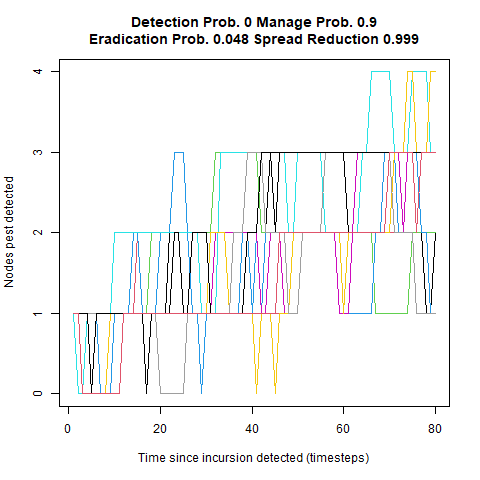 Detection Prob. 0 Manage Prob. 0.9
Eradication Prob. 0.048 Spread Reduction 0.999
Nodes pest detected
4
3
2
1
0
0 20 40 60 80
Time since incursion detected (timesteps)